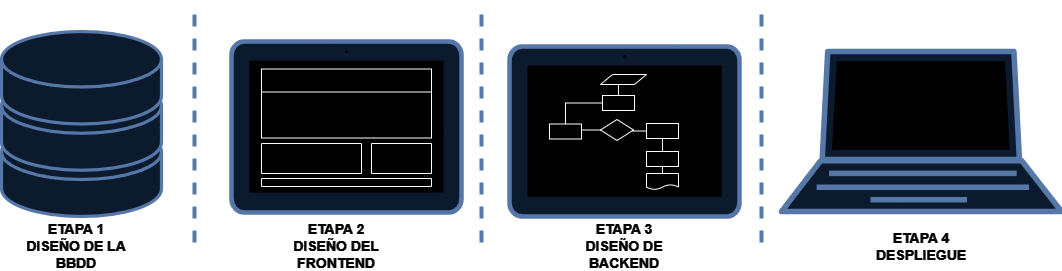 ETAPA 1
DISEÑO DE LA
BBDD
ETAPA 2
DISEÑO DEL
FRONTEND
ETAPA 3
DISEÑO DE
BACKEND
ETAPA 4
DESPLIEGUE